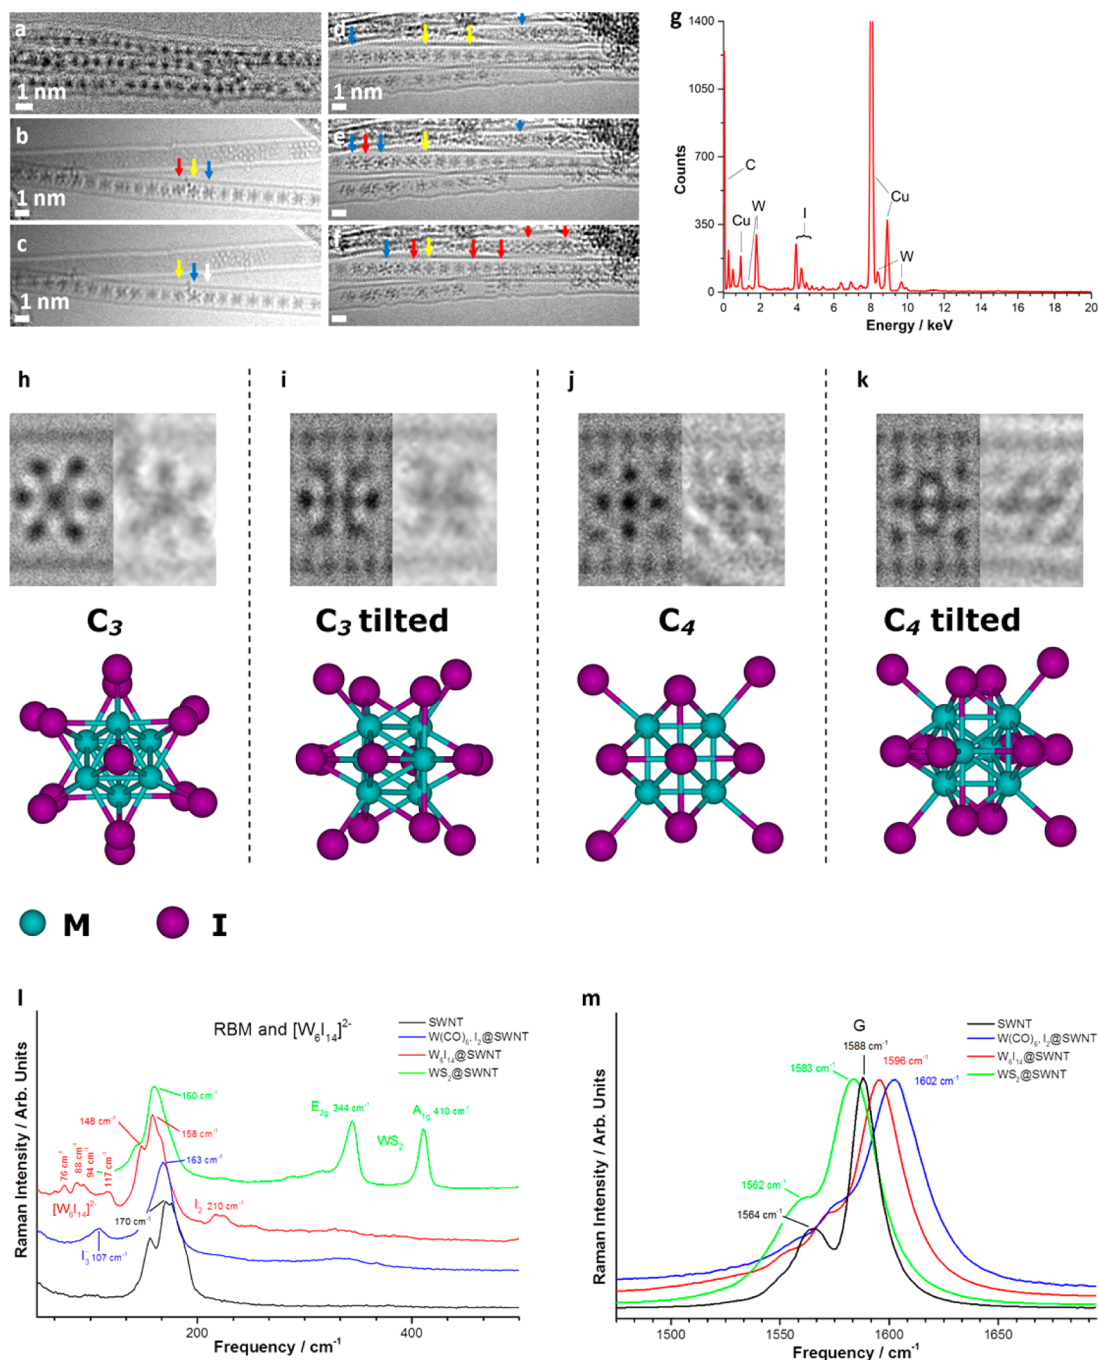 a
1 nm
b
1 nm
c
1 nm
d
1 nm
e
f
g
1400
1050
700
350
0
Counts
C
Cu
W
I
Cu
W
0 2 4 6 8 10 12 14 16 18 20
Energy / keV
h
i
j
k
C3
C3 tilted
C4
C4 tilted
M
I
l
RBM and [W6I14]2-
SWNT
W(CO)6, I2@SWNT
W6I14@SWNT
WS2@SWNT
Raman Intensity / Arb. Units
160 cm-1
E2g 344 cm-1
A1g 410 cm-1
WS2
148 cm-1
158 cm-1
163 cm-1
76 cm-1
88 cm-1
94 cm-1
117 cm-1
[W6I14]2-
I2 210 cm-1
170 cm-1
I3- 107 cm-1
200
400
Frequency / cm-1
m
G
1588 cm-1
1583 cm-1
1596 cm-1
1602 cm-1
SWNT
W(CO)6, I2@SWNT
W6I14@SWNT
WS2@SWNT
Raman Intensity / Arb. Units
1562 cm-1
1564 cm-1
1500
1550
1600
1650
Frequency / cm-1